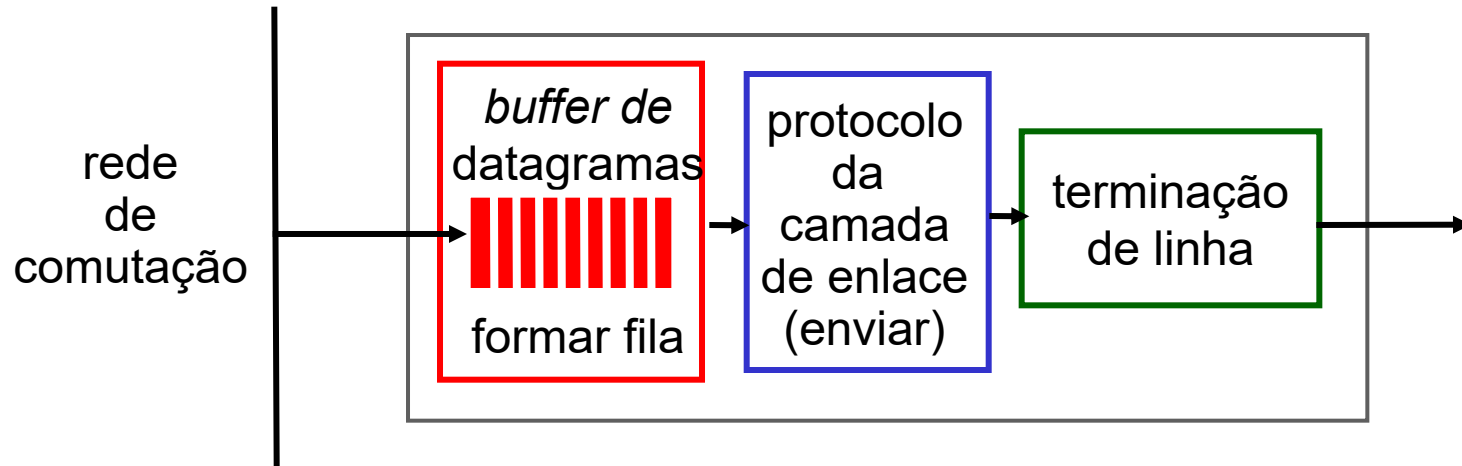 rede
de
comutação
buffer de
datagramas
formar fila
protocolo
da
camada
de enlace
(enviar)
terminação
de linha